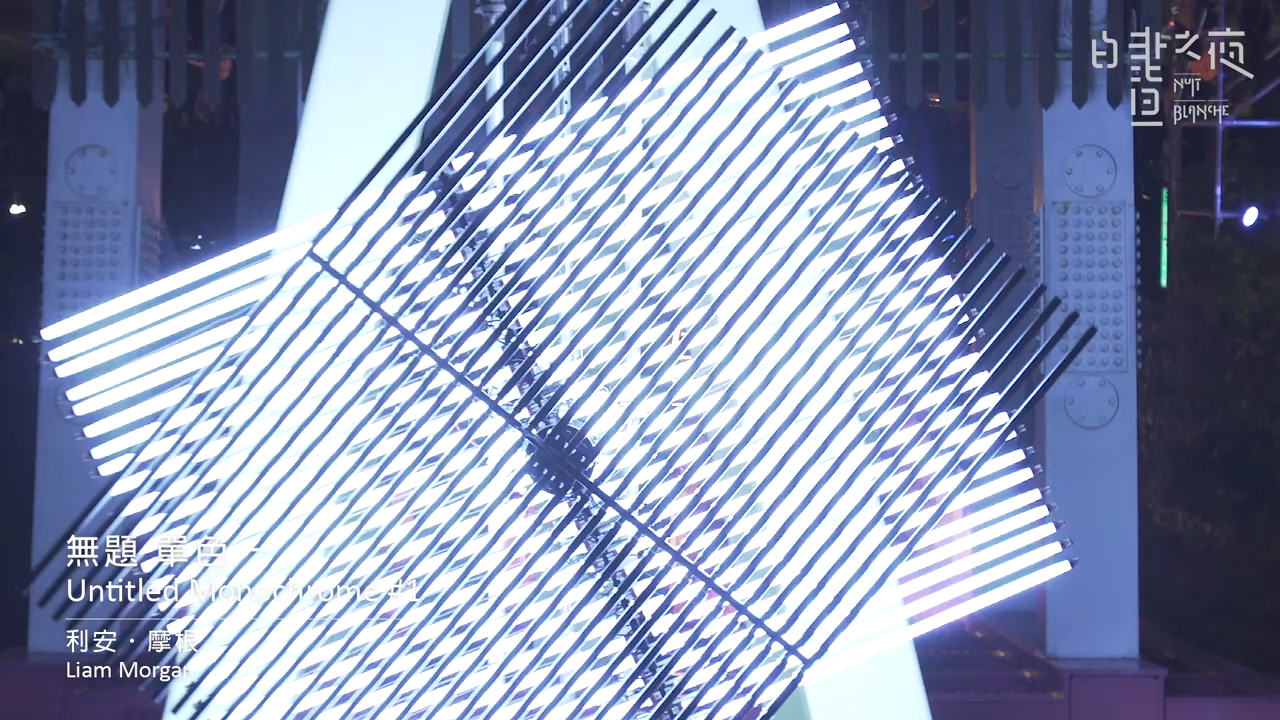 白晝之夜
NUIT
BLANCHE
無題 單色 一
Untitled Monochrome #1
利安・摩根
Liam Morgan